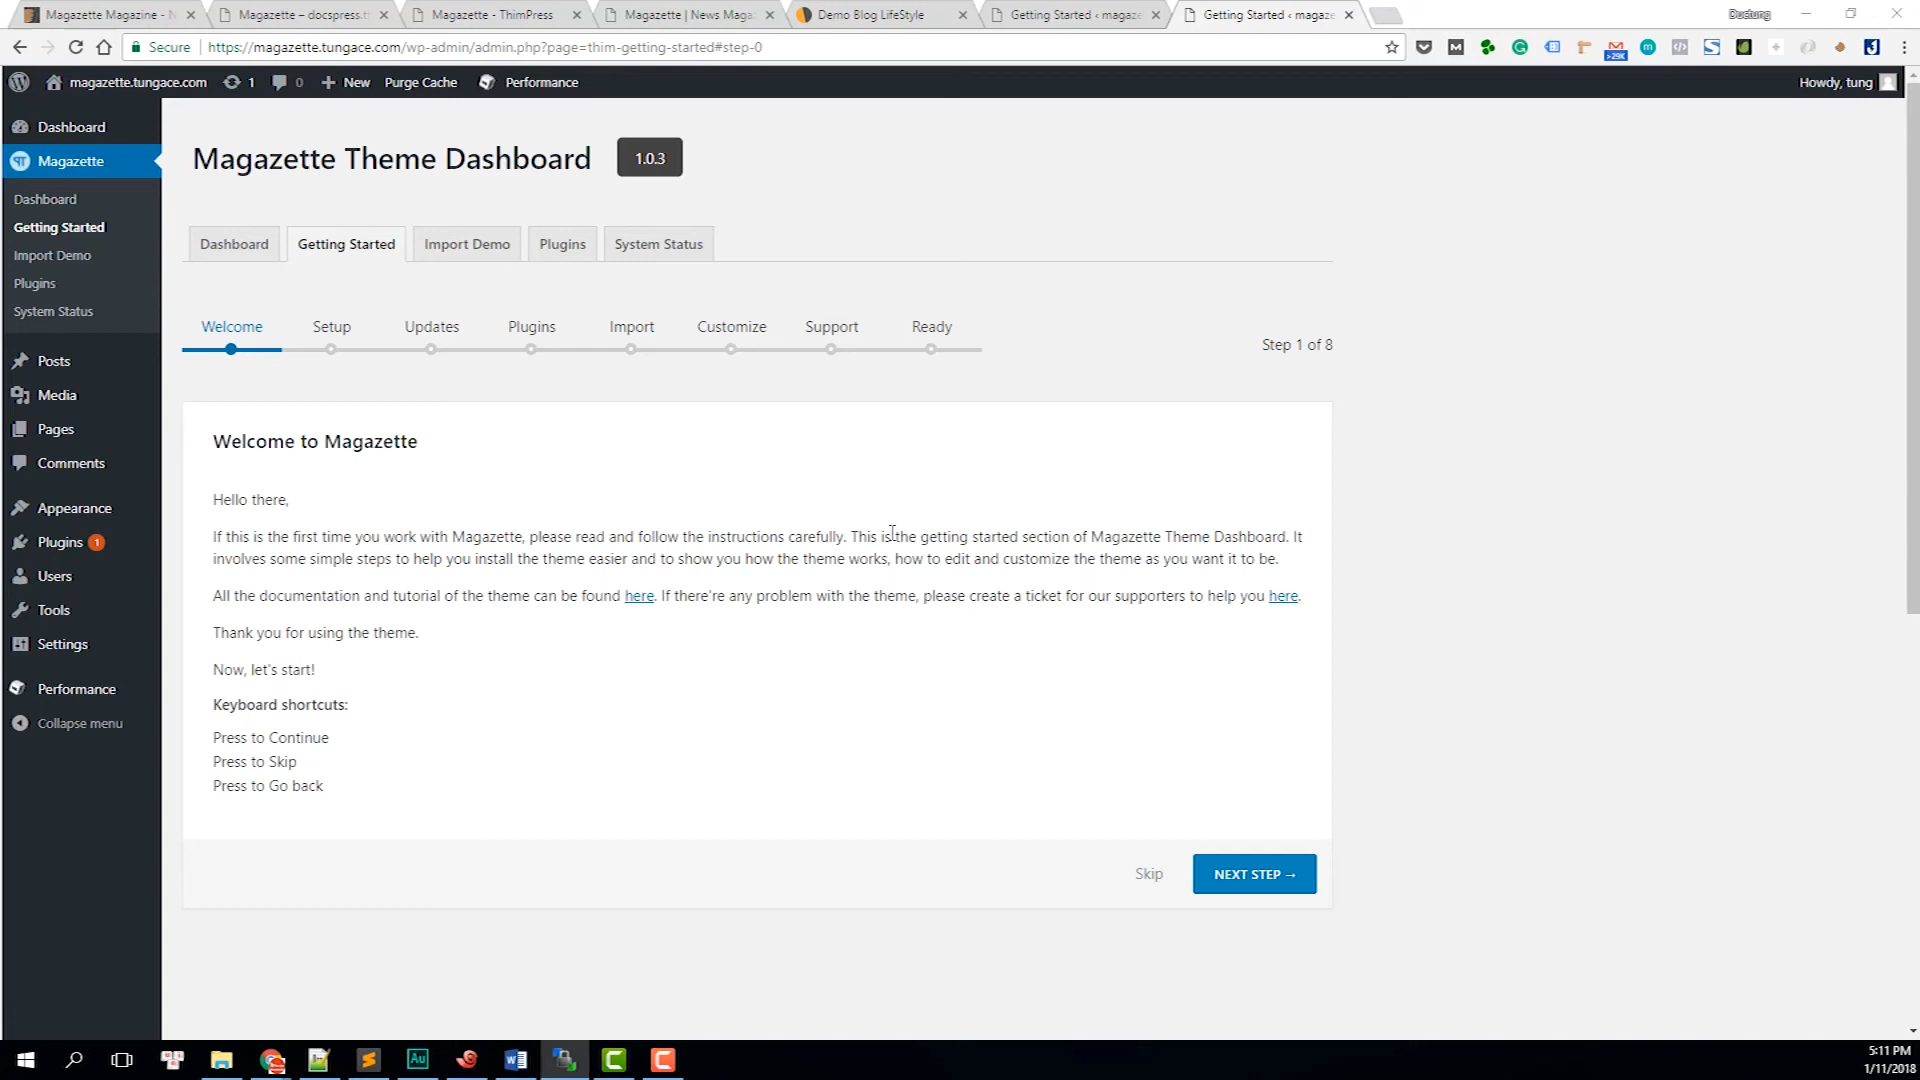 Magazette Magazine - N
Magazette – docspress.t
Magazette - ThimPress
Magazette | News Maga
Demo Blog LifeStyle
Getting Started ‹ magaz
Getting Started ‹ magaze
Ductung
Secure
https://magazette.tungace.com/wp-admin/admin.php?page=thim-getting-started#step-0
>29K
magazette.tungace.com
1
0
New
Purge Cache
Performance
Howdy, tung
Dashboard
Magazette
Dashboard
Getting Started
Import Demo
Plugins
System Status
Posts
Media
Pages
Comments
Appearance
Plugins 1
Users
Tools
Settings
Performance
Collapse menu
Magazette Theme Dashboard
1.0.3
Dashboard
Getting Started
Import Demo
Plugins
System Status
Welcome
Setup
Updates
Plugins
Import
Customize
Support
Ready
Step 1 of 8
Welcome to Magazette
Hello there,
If this is the first time you work with Magazette, please read and follow the instructions carefully. This is the getting started section of Magazette Theme Dashboard. It
involves some simple steps to help you install the theme easier and to show you how the theme works, how to edit and customize the theme as you want it to be.
All the documentation and tutorial of the theme can be found here. If there're any problem with the theme, please create a ticket for our supporters to help you here.
Thank you for using the theme.
Now, let's start!
Keyboard shortcuts:
Press to Continue
Press to Skip
Press to Go back
Skip
NEXT STEP →
Au
5:11 PM
1/11/2018